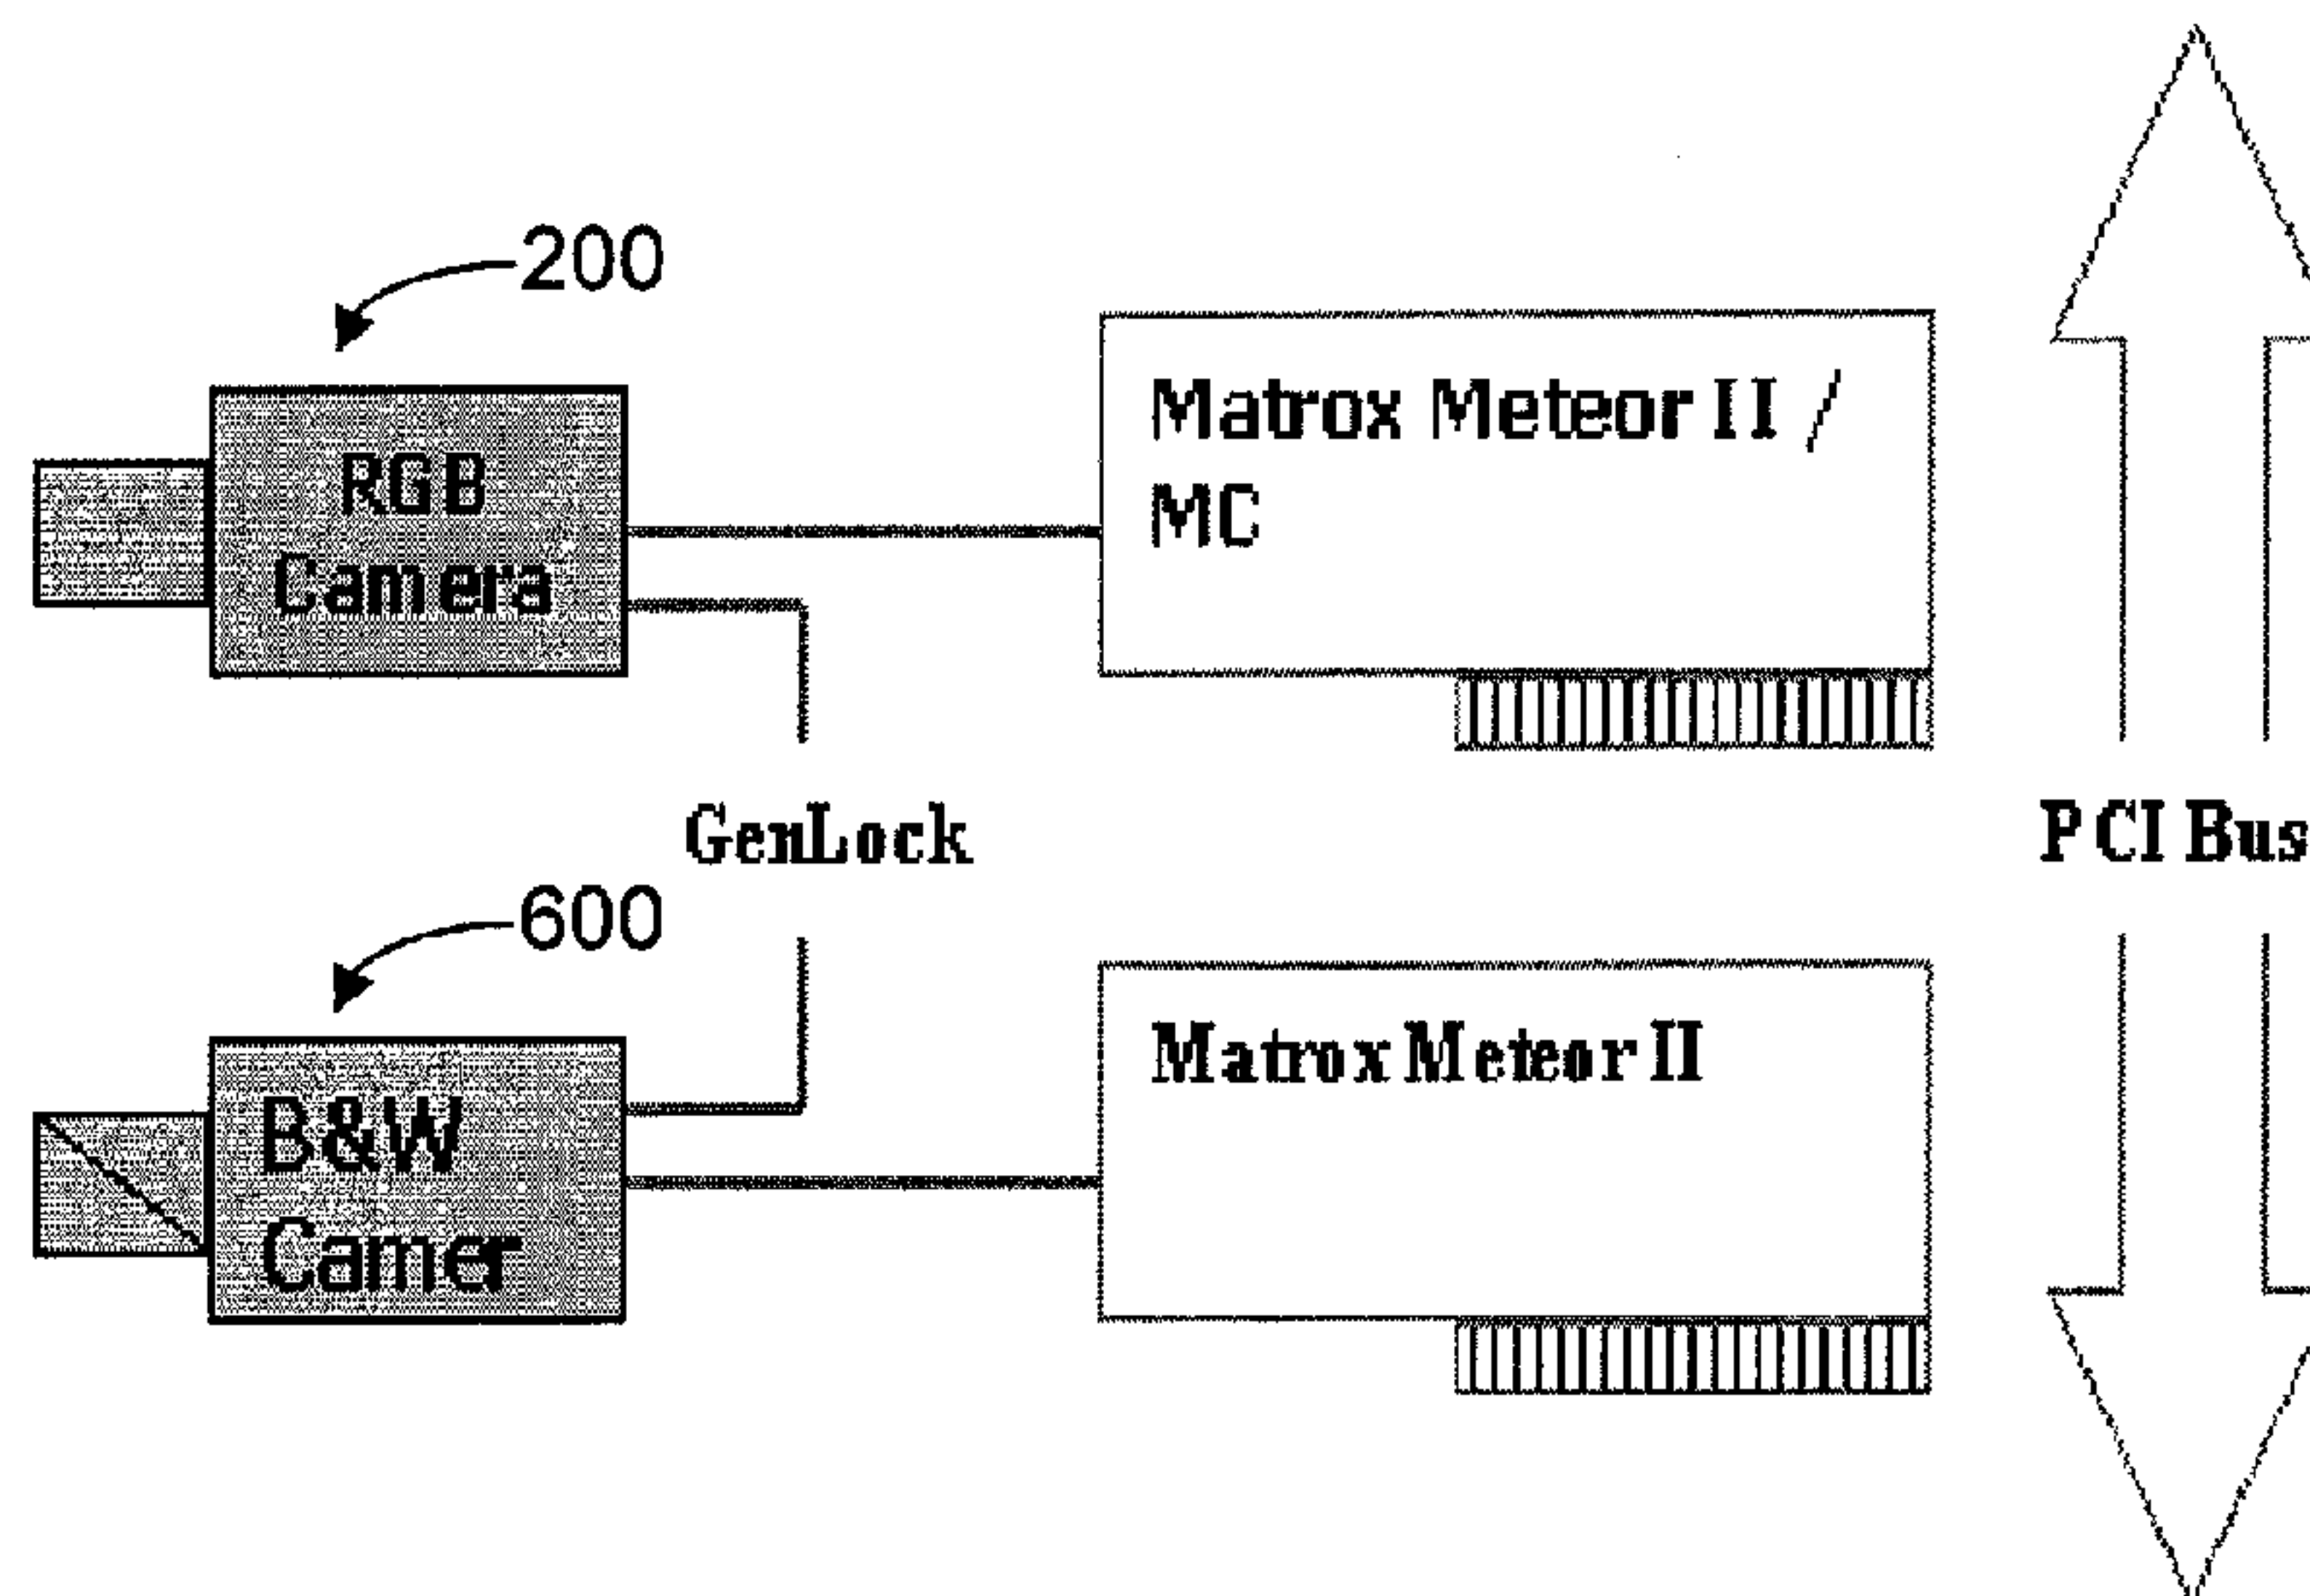 200
RGB
Camera
Matrox Meteor II /
MC
GenLock
PCI Bus
600
B&W
Camer
Matrox Meteor II